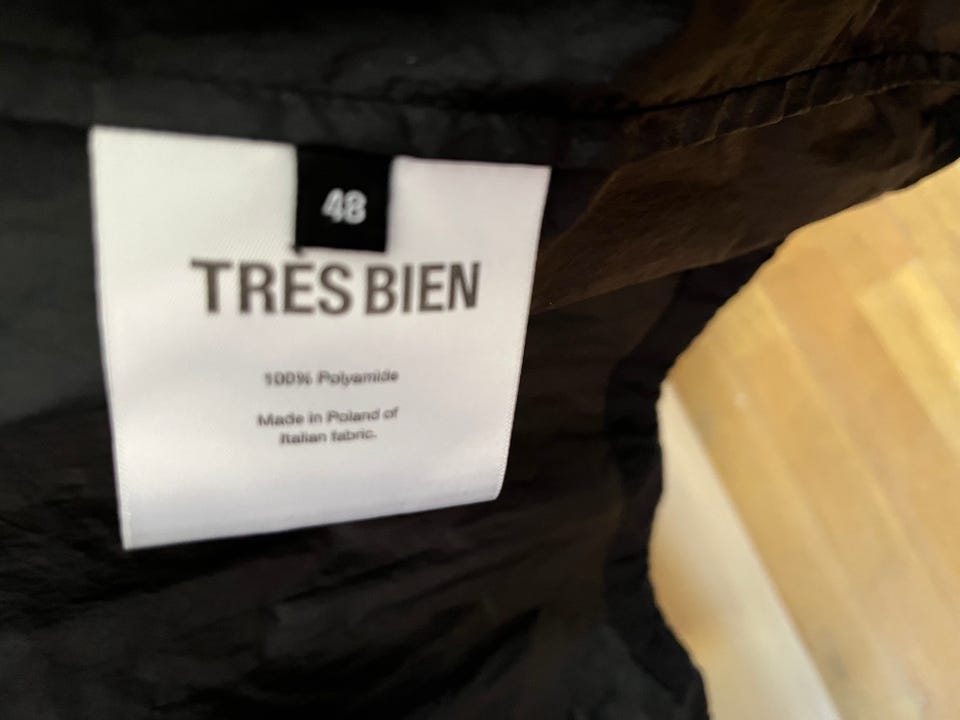 48
TRÈS BIEN
100% Polyamide
Made in Poland of
Italian fabric.